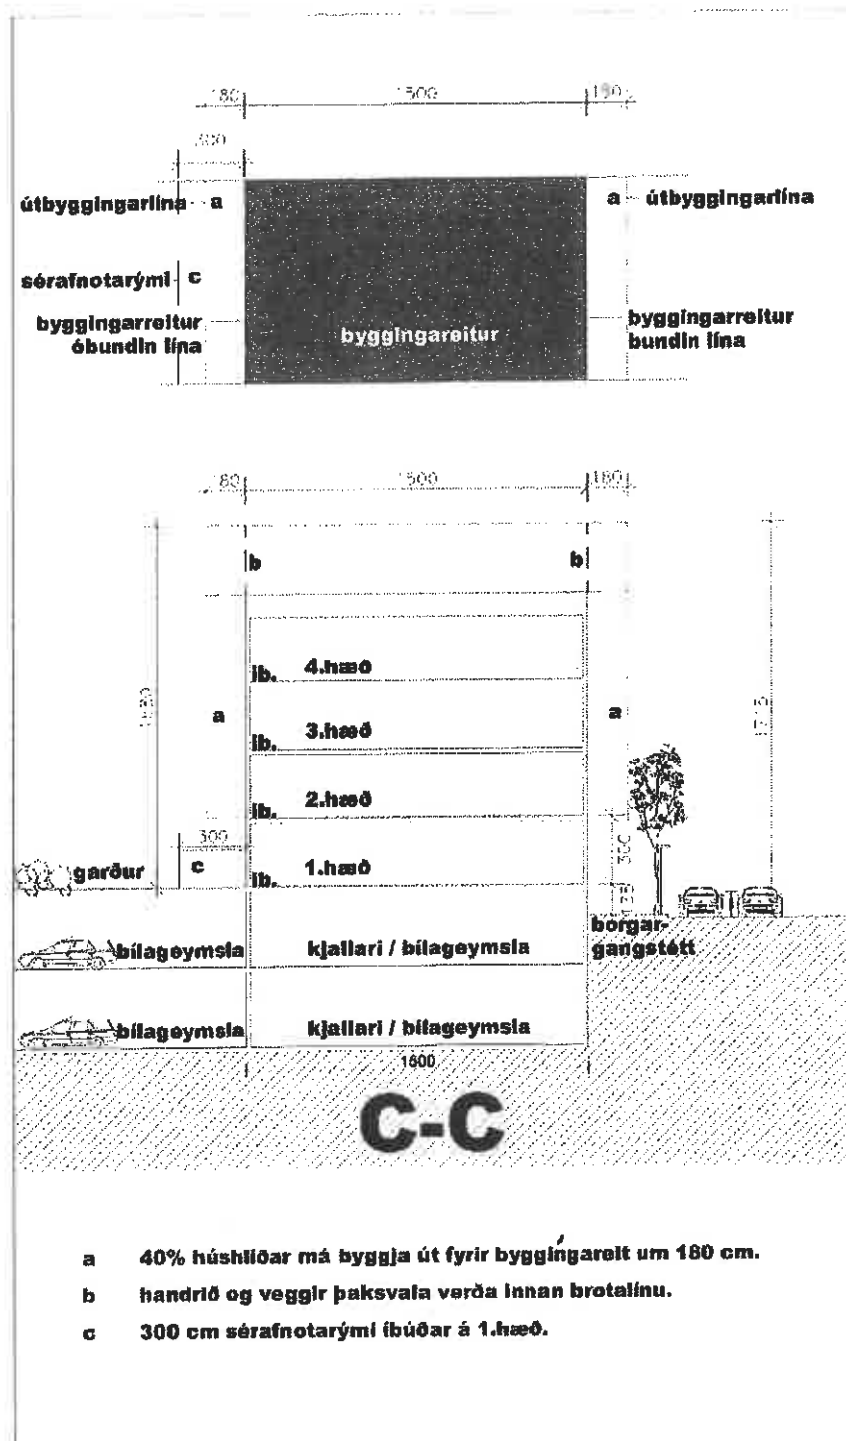 180 1500 180
300
útbyggingarlína a a útbyggingarlína
sérafnotarými c
byggingarreitur
óbundin lína
byggingareitur
byggingarreitur
bundin lína
180 1500 180
b b
íb. 4.hæð
a a
íb. 3.hæð
íb. 2.hæð
300 300
garður c íb. 1.hæð
borgar-
gangstétt
bílageymsla kjallari / bílageymsla
bílageymsla kjallari / bílageymsla
C-C
a 40% húshliðar má byggja út fyrir byggingareit um 180 cm.
b handrið og veggir þaksvala verða innan brotalínu.
c 300 cm sérafnotarými íbúðar á 1.hæð.